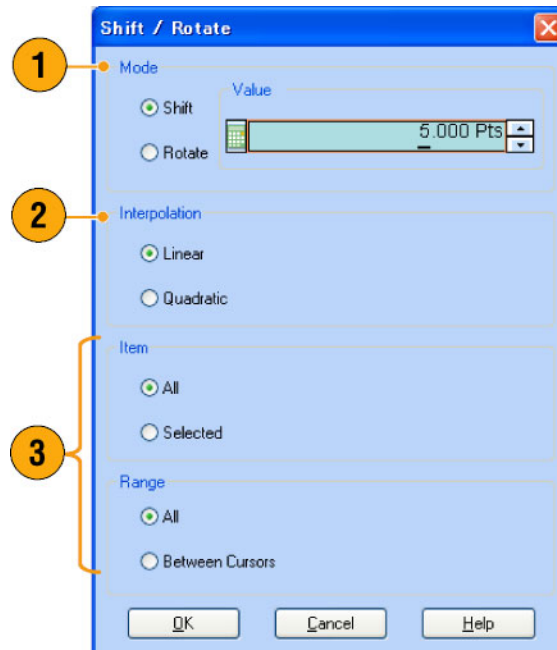 Shift / Rotate
1
Mode
Value
Shift
5.000 Pts
Rotate
2
Interpolation
Linear
Quadratic
3
Item
All
Selected
Range
All
Between Cursors
OK
Cancel
Help